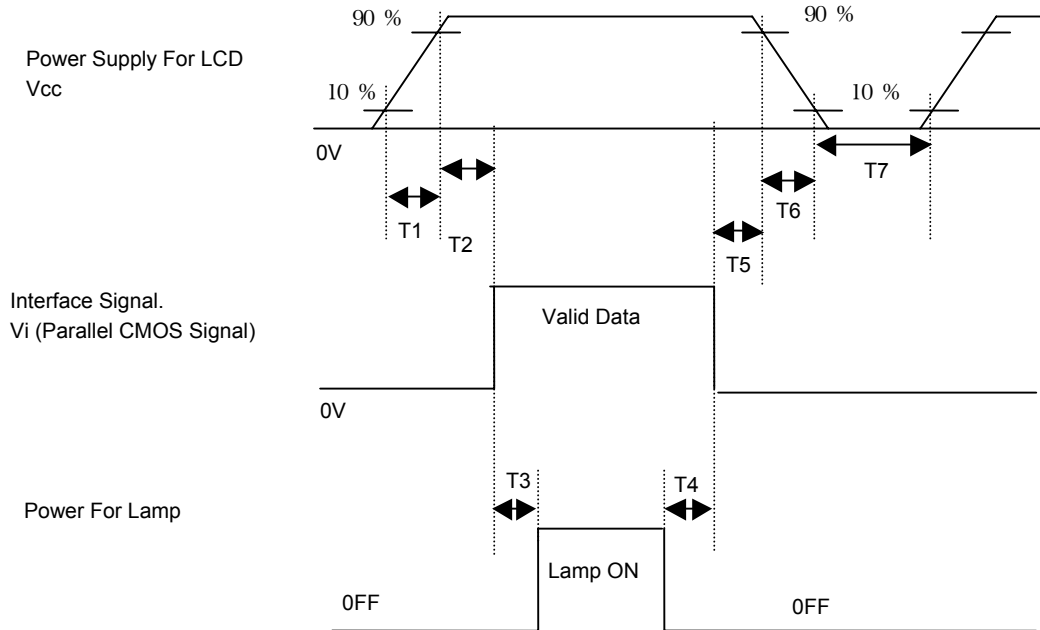 90 %
90 %
Power Supply For LCD
Vcc
10 %
10 %
0V
T7
T6
T1
T2
T5
Interface Signal.
Vi (Parallel CMOS Signal)
Valid Data
0V
T3
T4
Power For Lamp
Lamp ON
0FF
0FF